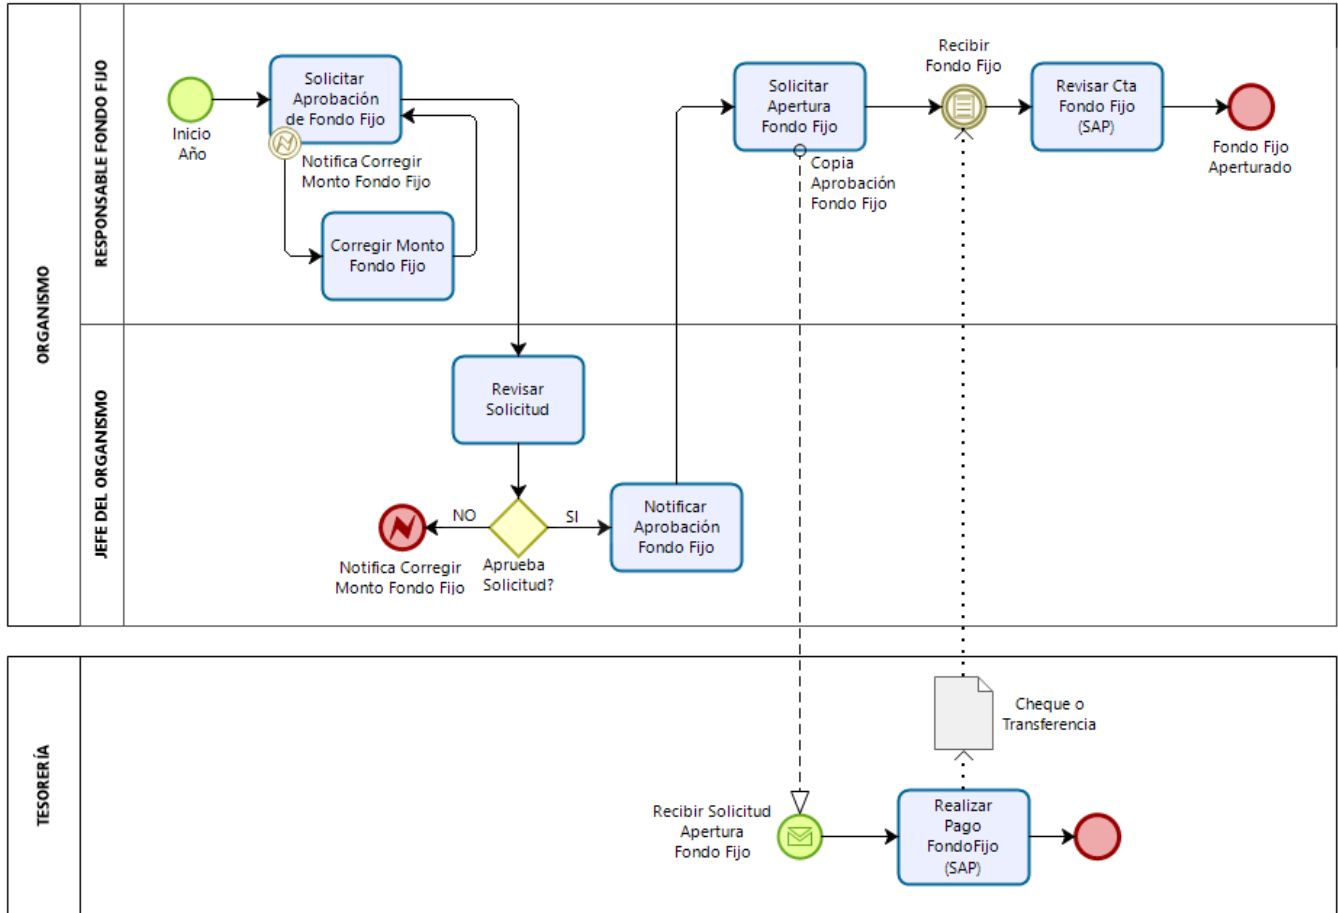 ORGANISMO
RESPONSABLE FONDO FIJO
Inicio
Año
Solicitar
Aprobación
de Fondo Fijo
Notifica Corregir
Monto Fondo Fijo
Corregir Monto
Fondo Fijo
Solicitar
Apertura
Fondo Fijo
Copia
Aprobación
Fondo Fijo
Recibir
Fondo Fijo
Revisar Cta
Fondo Fijo
(SAP)
Fondo Fijo
Aperturado
JEFE DEL ORGANISMO
Revisar
Solicitud
NO
SI
Notifica Corregir
Monto Fondo Fijo
Aprueba
Solicitud?
Notificar
Aprobación
Fondo Fijo
TESORERÍA
Cheque o
Transferencia
Recibir Solicitud
Apertura
Fondo Fijo
Realizar
Pago
FondoFijo
(SAP)